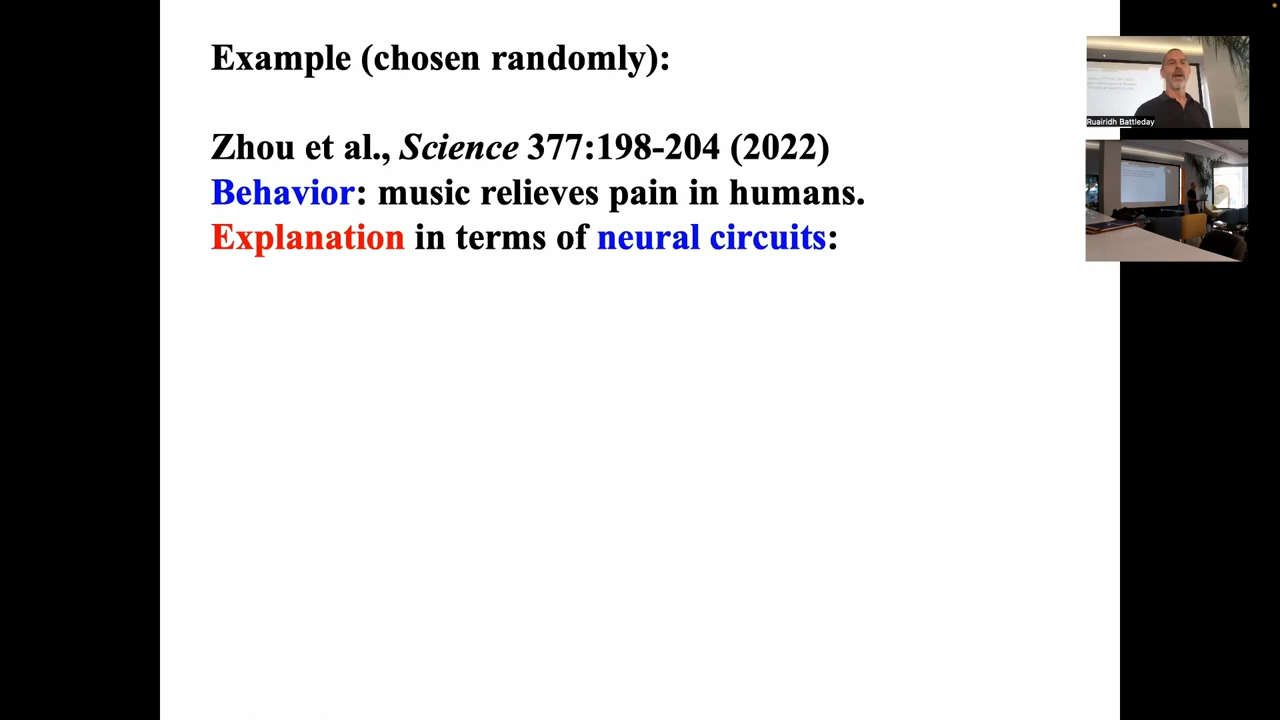 Example (chosen randomly):
Zhou et al., Science 377:198-204 (2022)
Behavior: music relieves pain in humans.
Explanation in terms of neural circuits:
Ruairidh Battleday